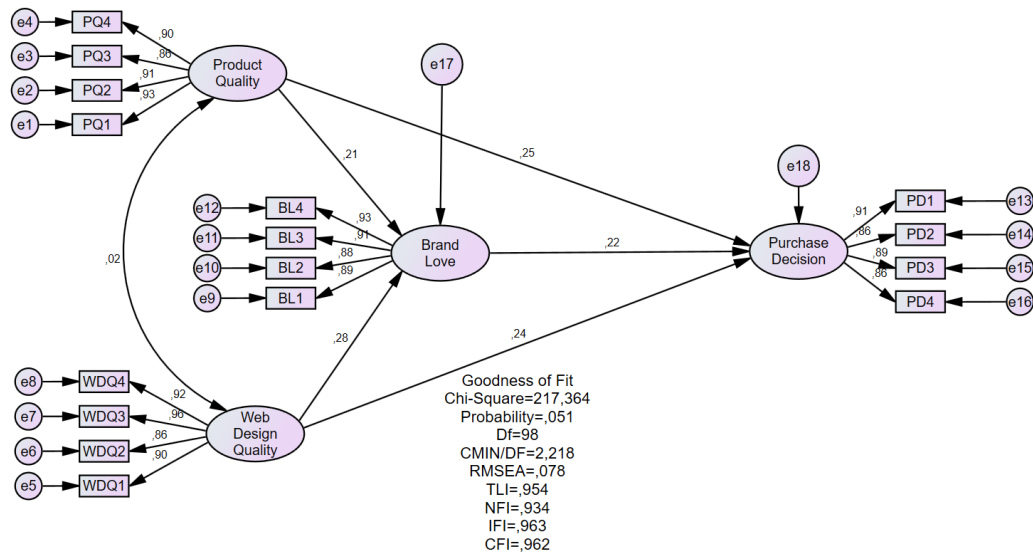 e4 PQ4
,90
e3 PQ3
,86
e2 PQ2
,91
e1 PQ1
,93
Product
Quality
e17
,25
,21
e18
e12 BL4
,93
e11 BL3
,91
e10 BL2
,88
e9 BL1
,89
Brand
Love
,22
Purchase
Decision
,91
PD1 e13
,86
PD2 e14
,89
PD3 e15
,86
PD4 e16
,02
,28
,24
e8 WDQ4
,92
e7 WDQ3
,96
e6 WDQ2
,86
e5 WDQ1
,90
Web
Design
Quality
Goodness of Fit
Chi-Square=217,364
Probability=,051
Df=98
CMIN/DF=2,218
RMSEA=,078
TLI=,954
NFI=,934
IFI=,963
CFI=,962